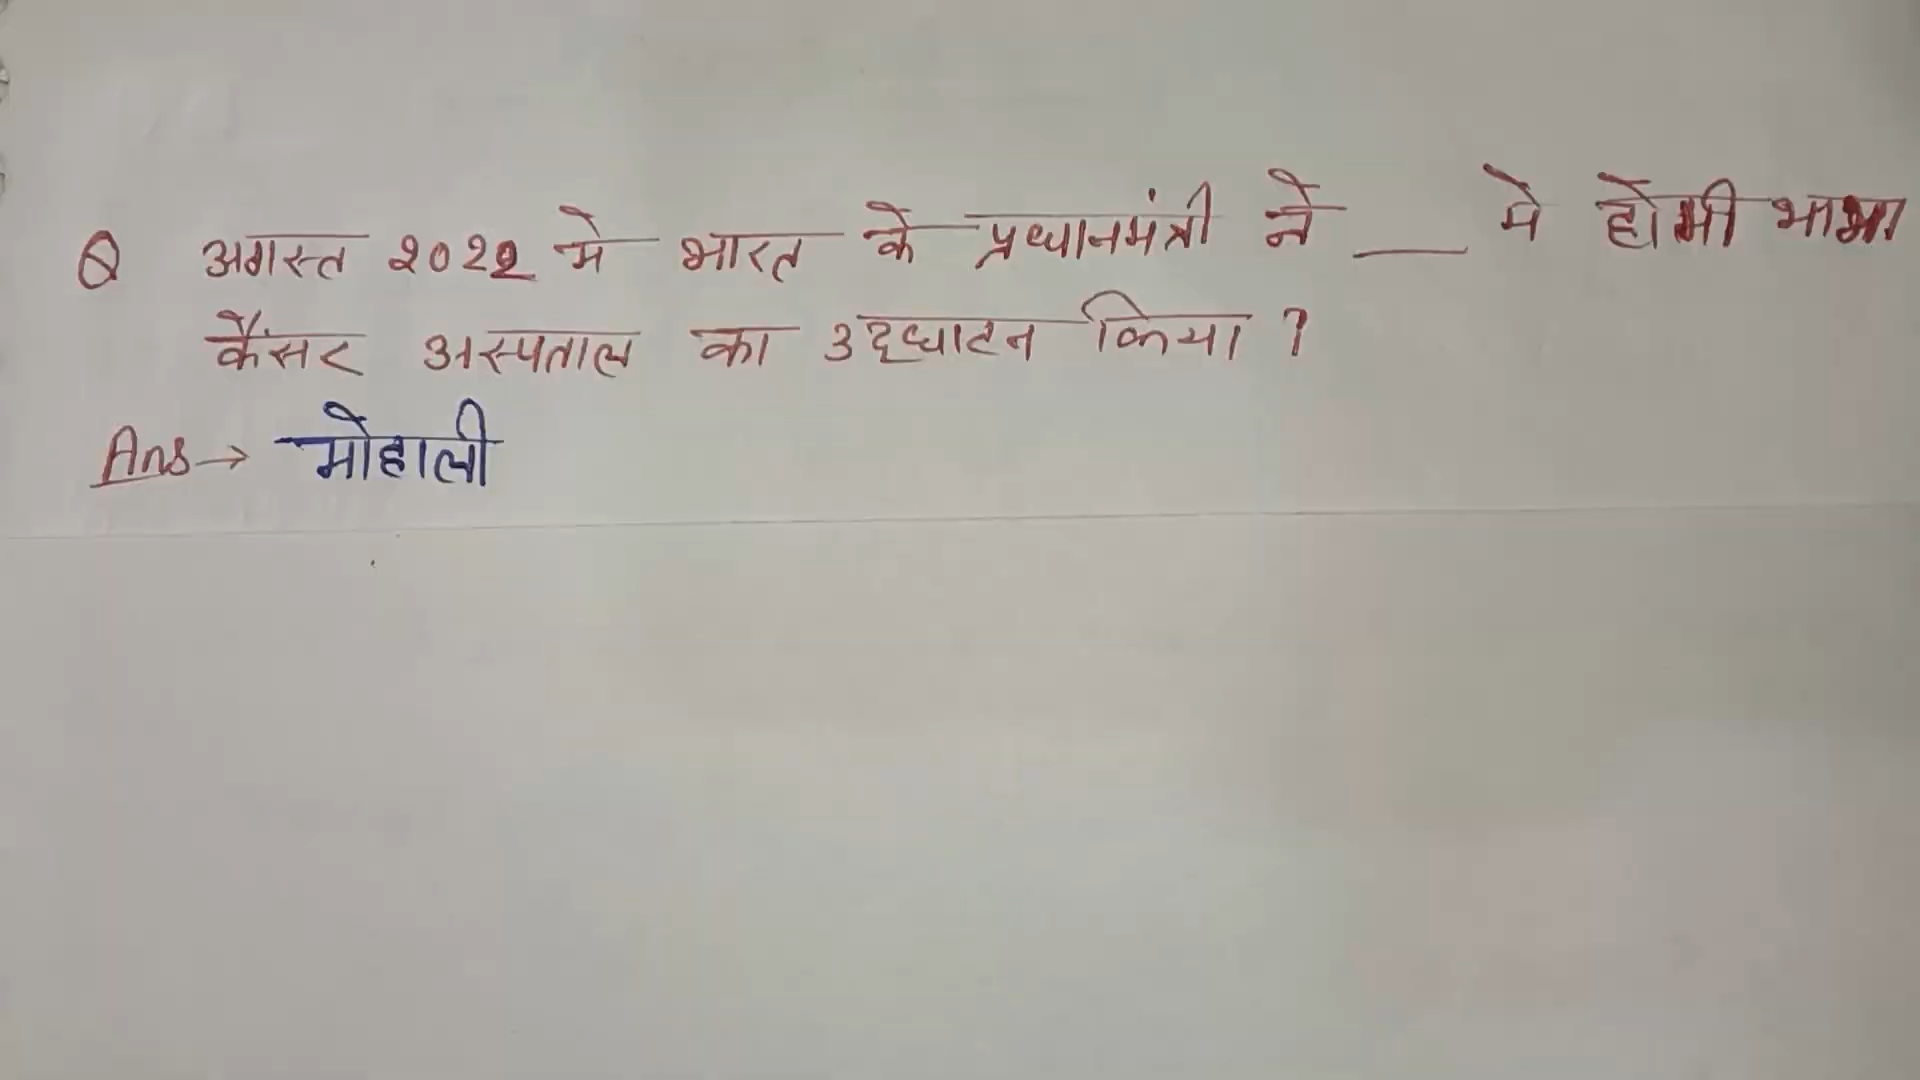 Q अगस्त 2022 मे भारत के प्रधानमंत्री ने ___ मे होमी भाभा
कैंसर अस्पताल का उद्घाटन किया ?
Ans → मोहाली